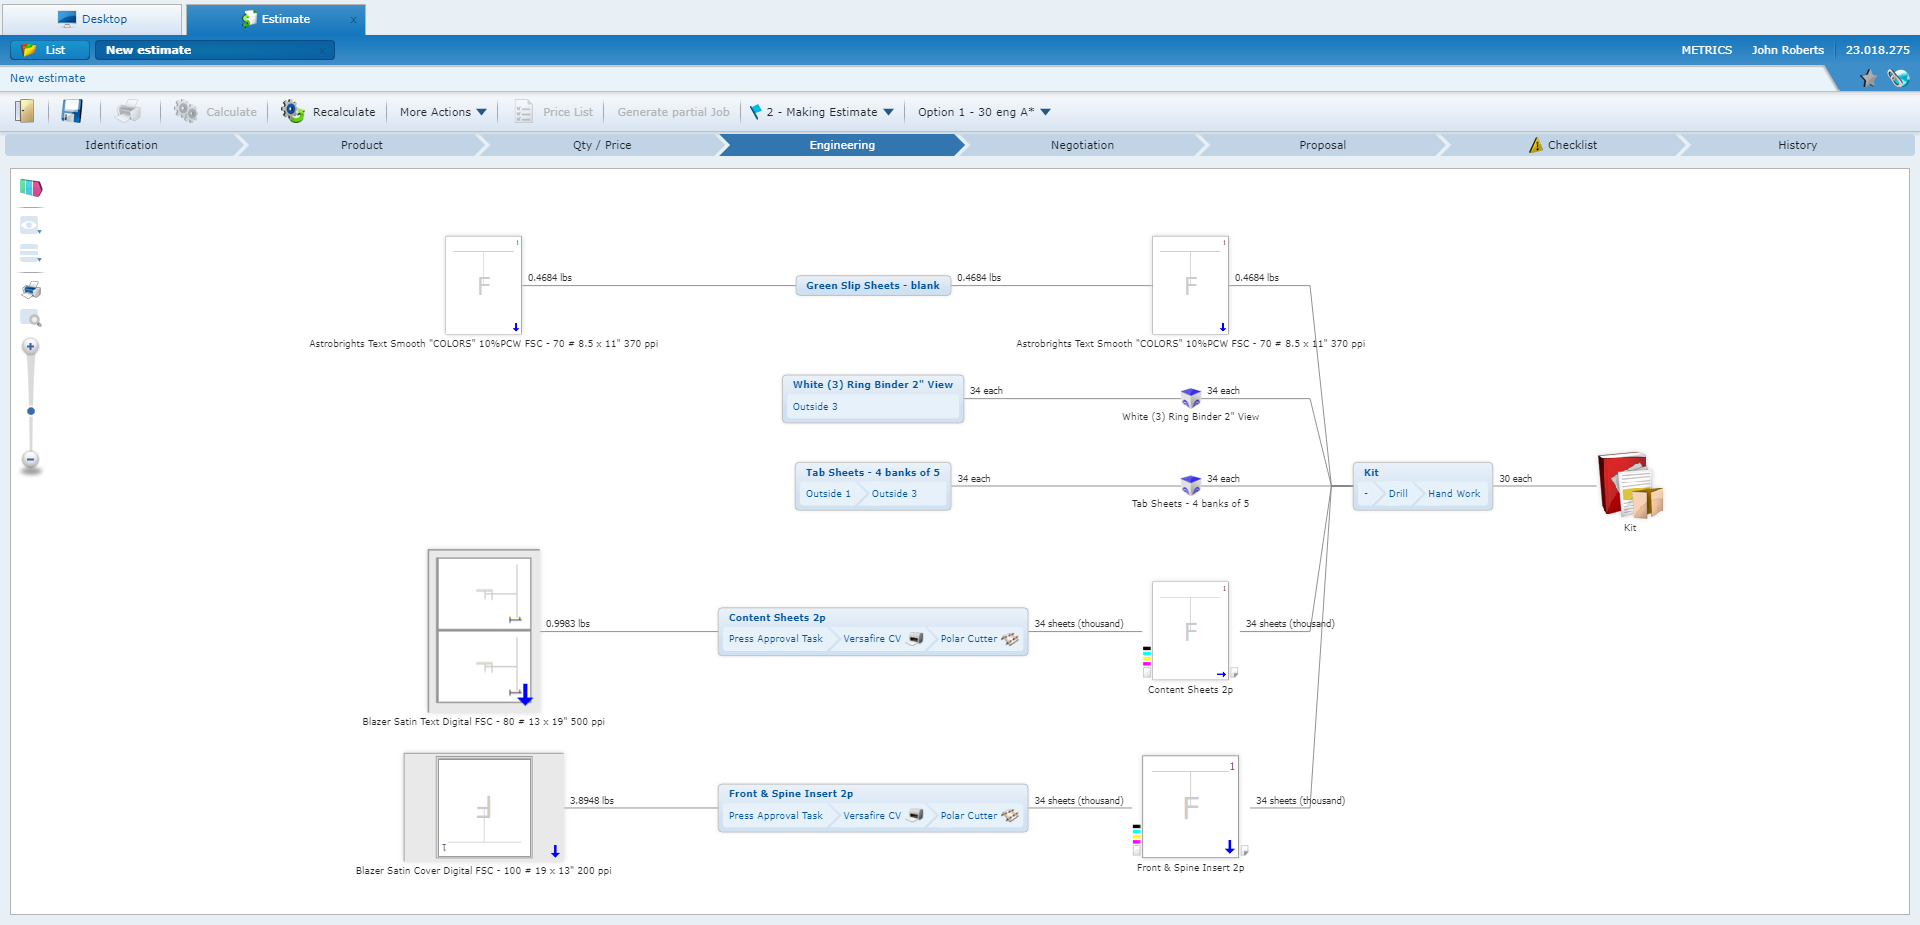 Desktop
Estimate x
List
New estimate x
METRICS John Roberts 23.018.275
New estimate
Calculate Recalculate More Actions Price List Generate partial Job 2 - Making Estimate Option 1 - 30 eng A*
Identification Product Qty / Price Engineering Negotiation Proposal Checklist History
1
F
0.4684 lbs
Green Slip Sheets - blank
0.4684 lbs
1
F
0.4684 lbs
Astrobrights Text Smooth "COLORS" 10%PCW FSC - 70 # 8.5 x 11" 370 ppi
Astrobrights Text Smooth "COLORS" 10%PCW FSC - 70 # 8.5 x 11" 370 ppi
White (3) Ring Binder 2" View
Outside 3
34 each
34 each
White (3) Ring Binder 2" View
Tab Sheets - 4 banks of 5
Outside 1 Outside 3
34 each
34 each
Tab Sheets - 4 banks of 5
Kit
- Drill Hand Work
30 each
Kit
F
F
0.9983 lbs
Content Sheets 2p
Press Approval Task Versafire CV Polar Cutter
34 sheets (thousand)
1
F
34 sheets (thousand)
Content Sheets 2p
Blazer Satin Text Digital FSC - 80 # 13 x 19" 500 ppi
F
1
3.8948 lbs
Front & Spine Insert 2p
Press Approval Task Versafire CV Polar Cutter
34 sheets (thousand)
1
F
34 sheets (thousand)
Front & Spine Insert 2p
Blazer Satin Cover Digital FSC - 100 # 19 x 13" 200 ppi